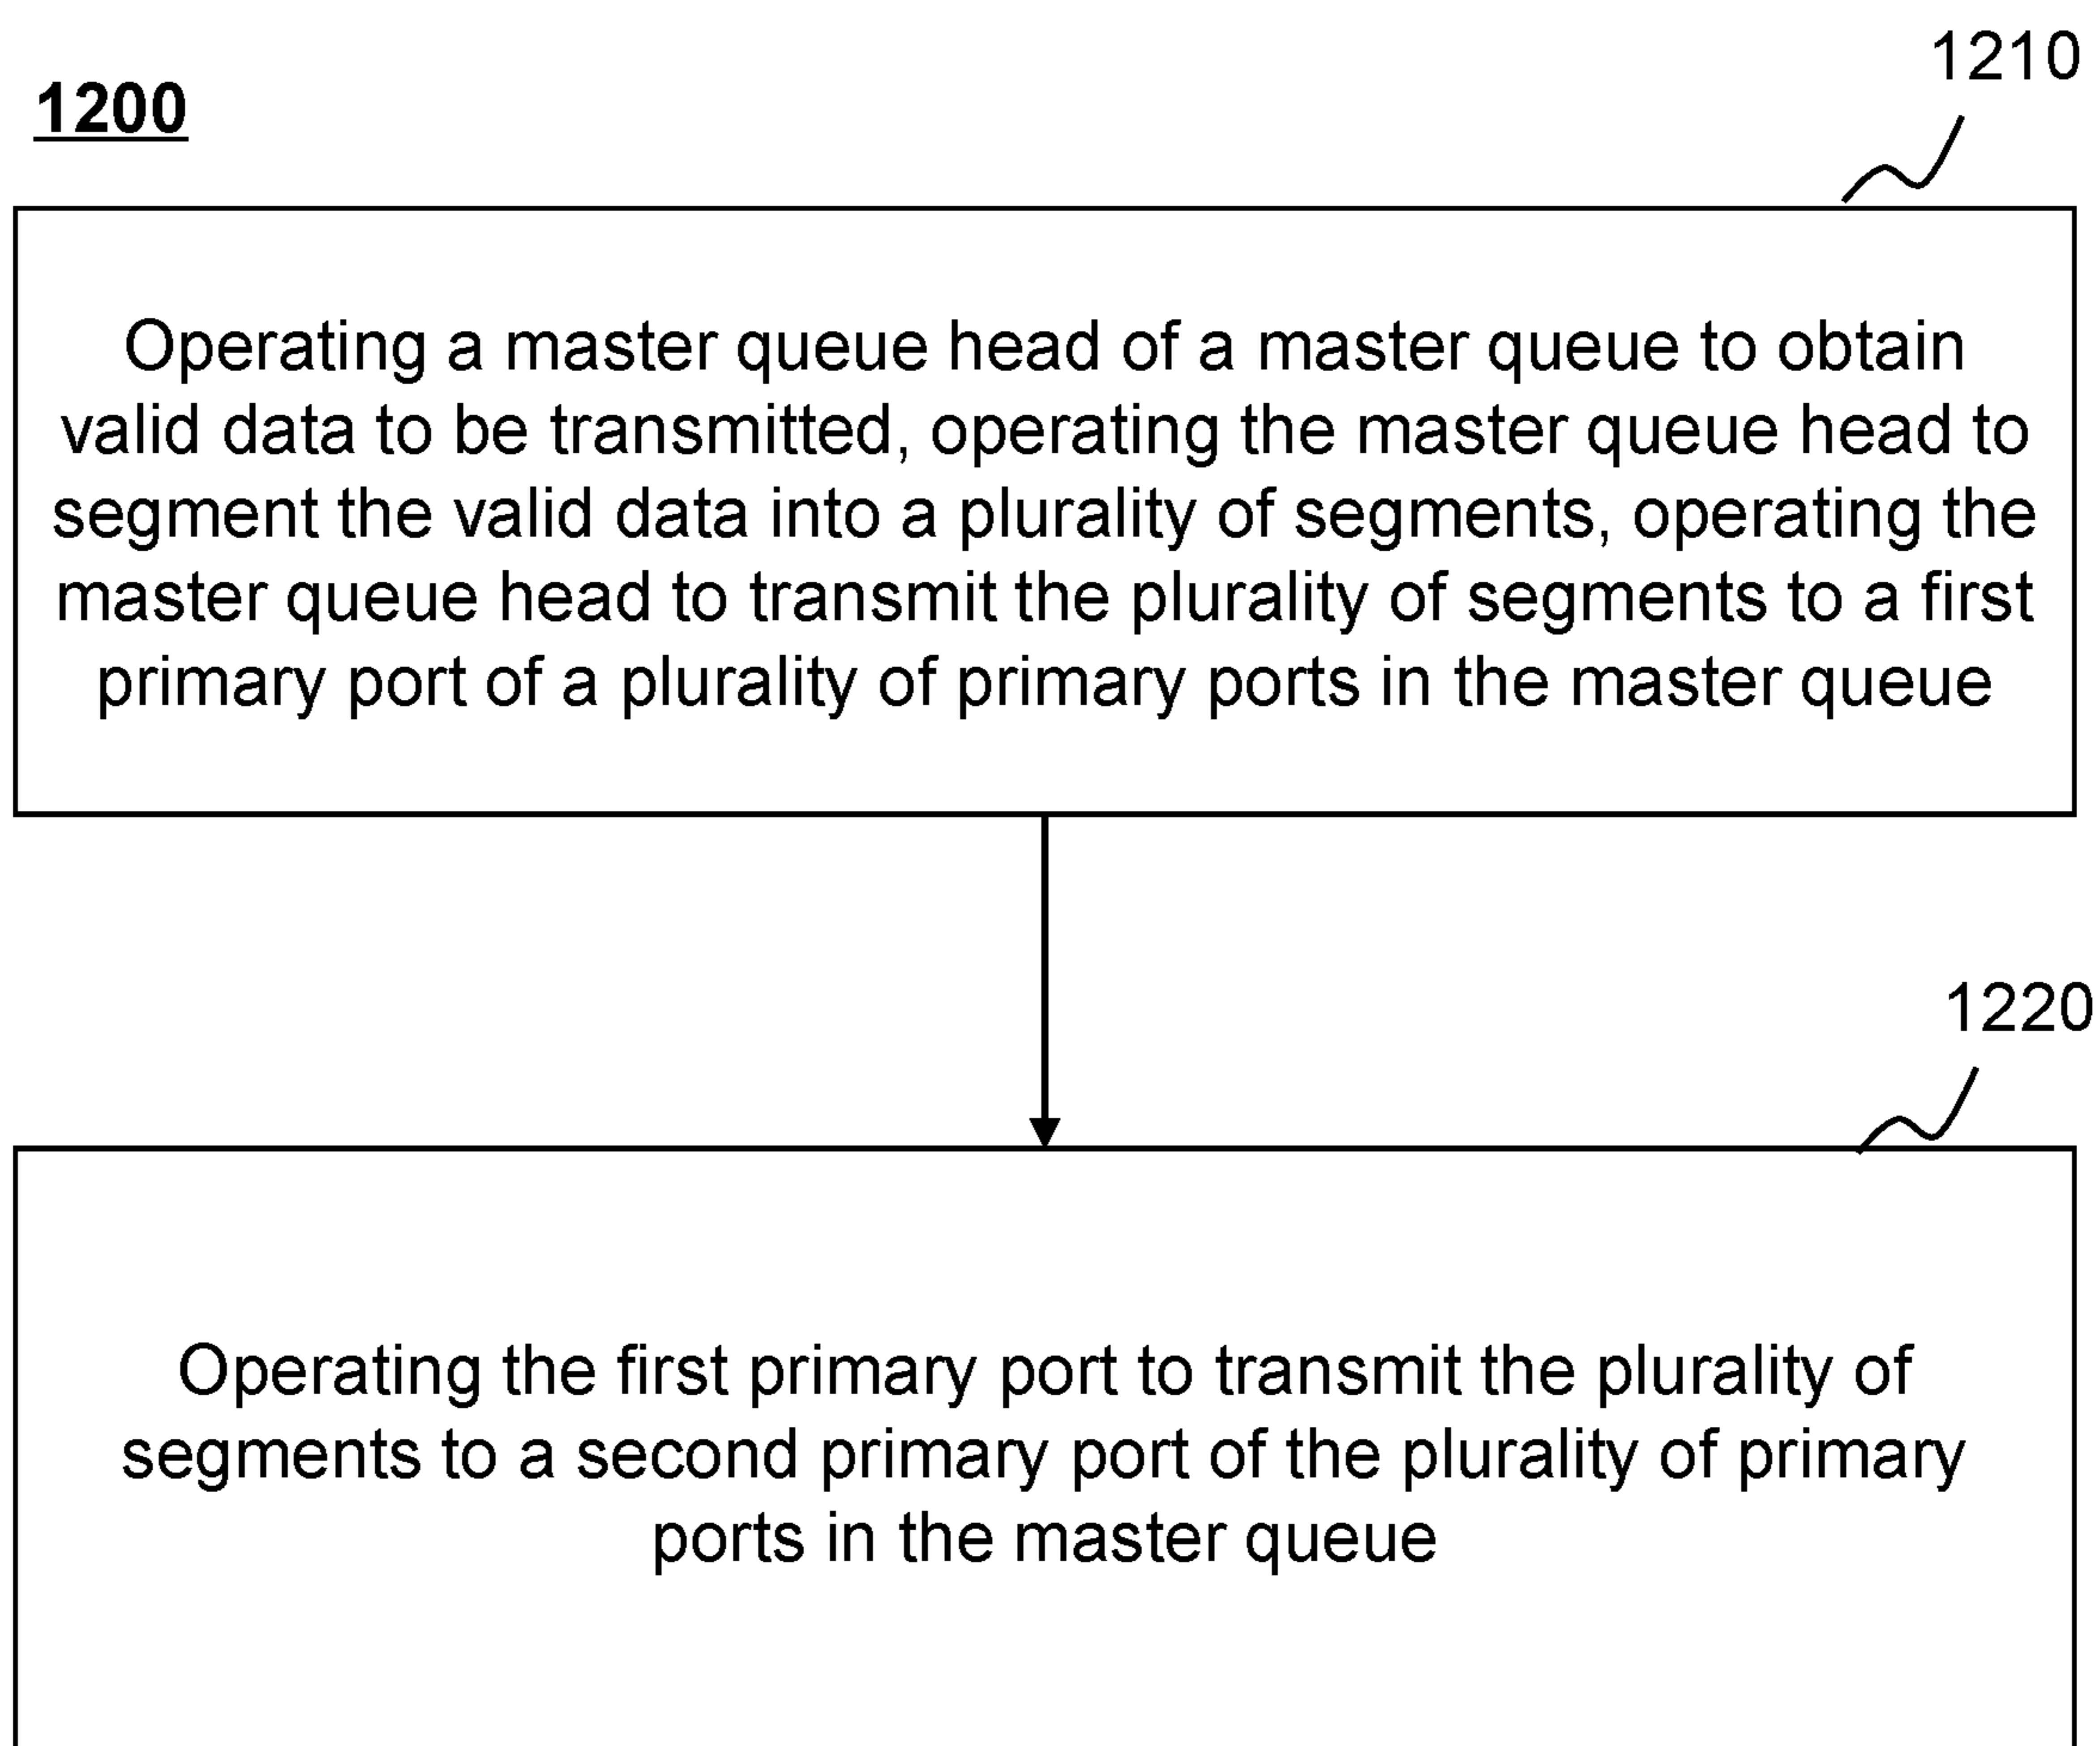 1210
1200
Operating a master queue head of a master queue to obtain
valid data to be transmitted, operating the master queue head to
segment the valid data into a plurality of segments, operating the
master queue head to transmit the plurality of segments to a first
primary port of a plurality of primary ports in the master queue
1220
Operating the first primary port to transmit the plurality of
segments to a second primary port of the plurality of primary
ports in the master queue